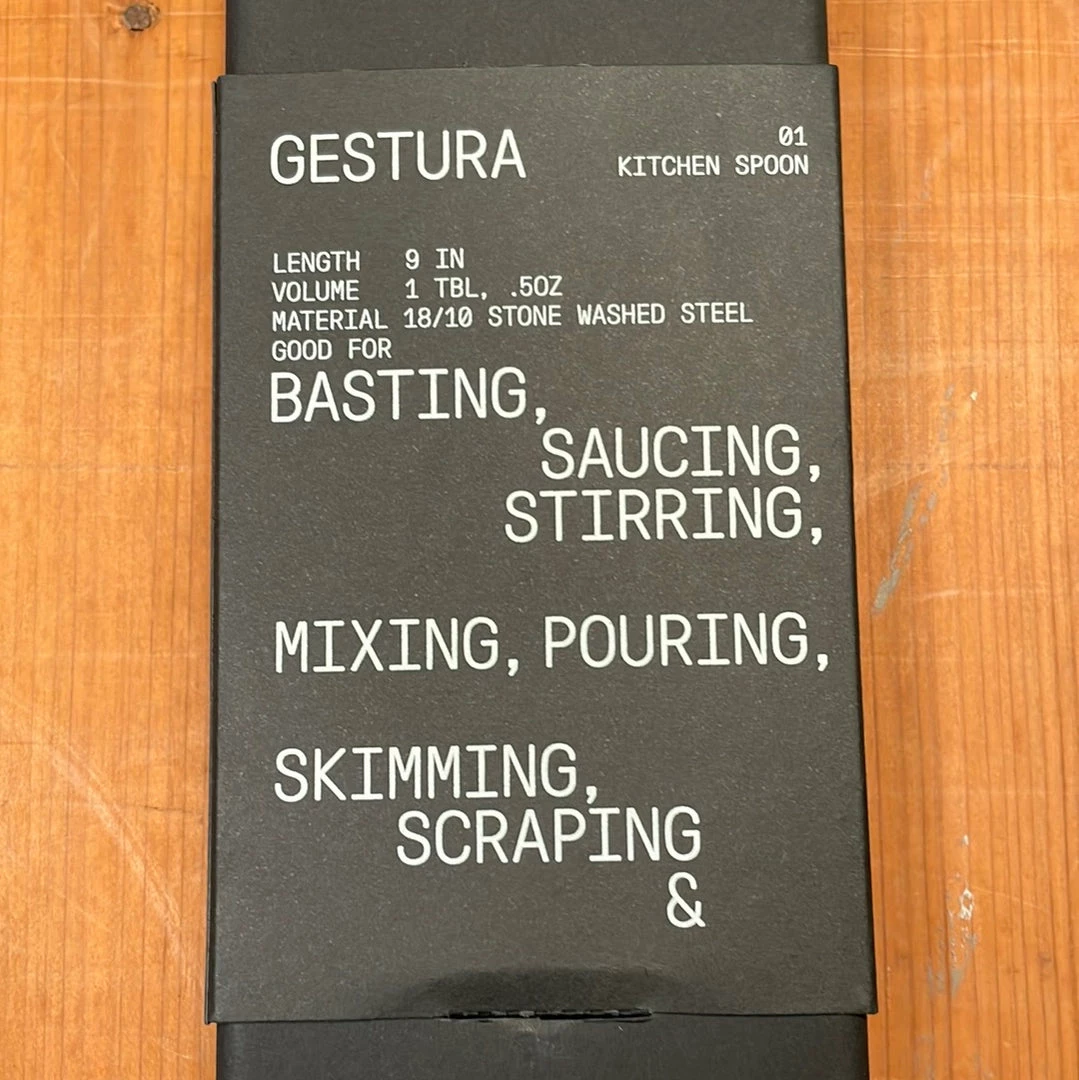 GESTURA
01
KITCHEN SPOON
LENGTH 9 IN
VOLUME 1 TBL, .5OZ
MATERIAL 18/10 STONE WASHED STEEL
GOOD FOR
BASTING,
SAUCING,
STIRRING,
MIXING, POURING,
SKIMMING,
SCRAPING
&